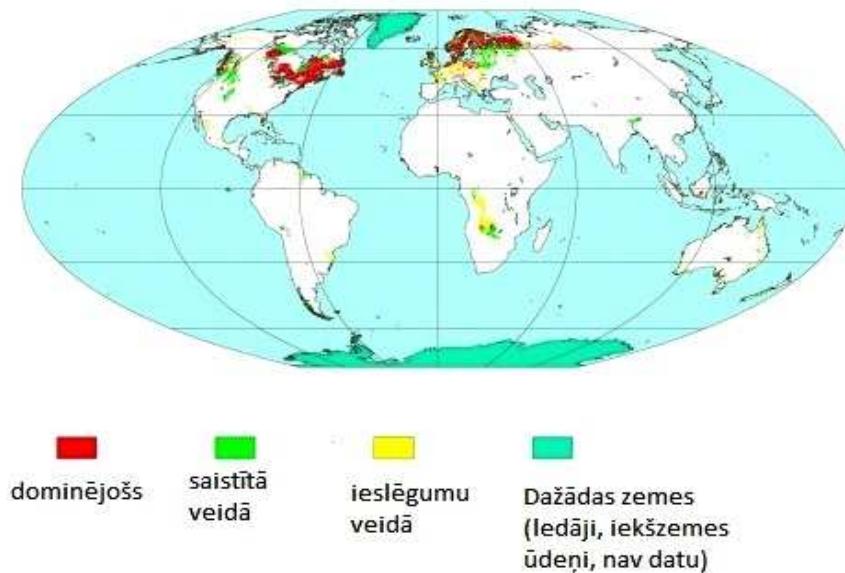 dominējošs
saistītā
veidā
ieslēgumu
veidā
Dažādas zemes
(ledāji, iekšzemes
ūdeņi, nav datu)